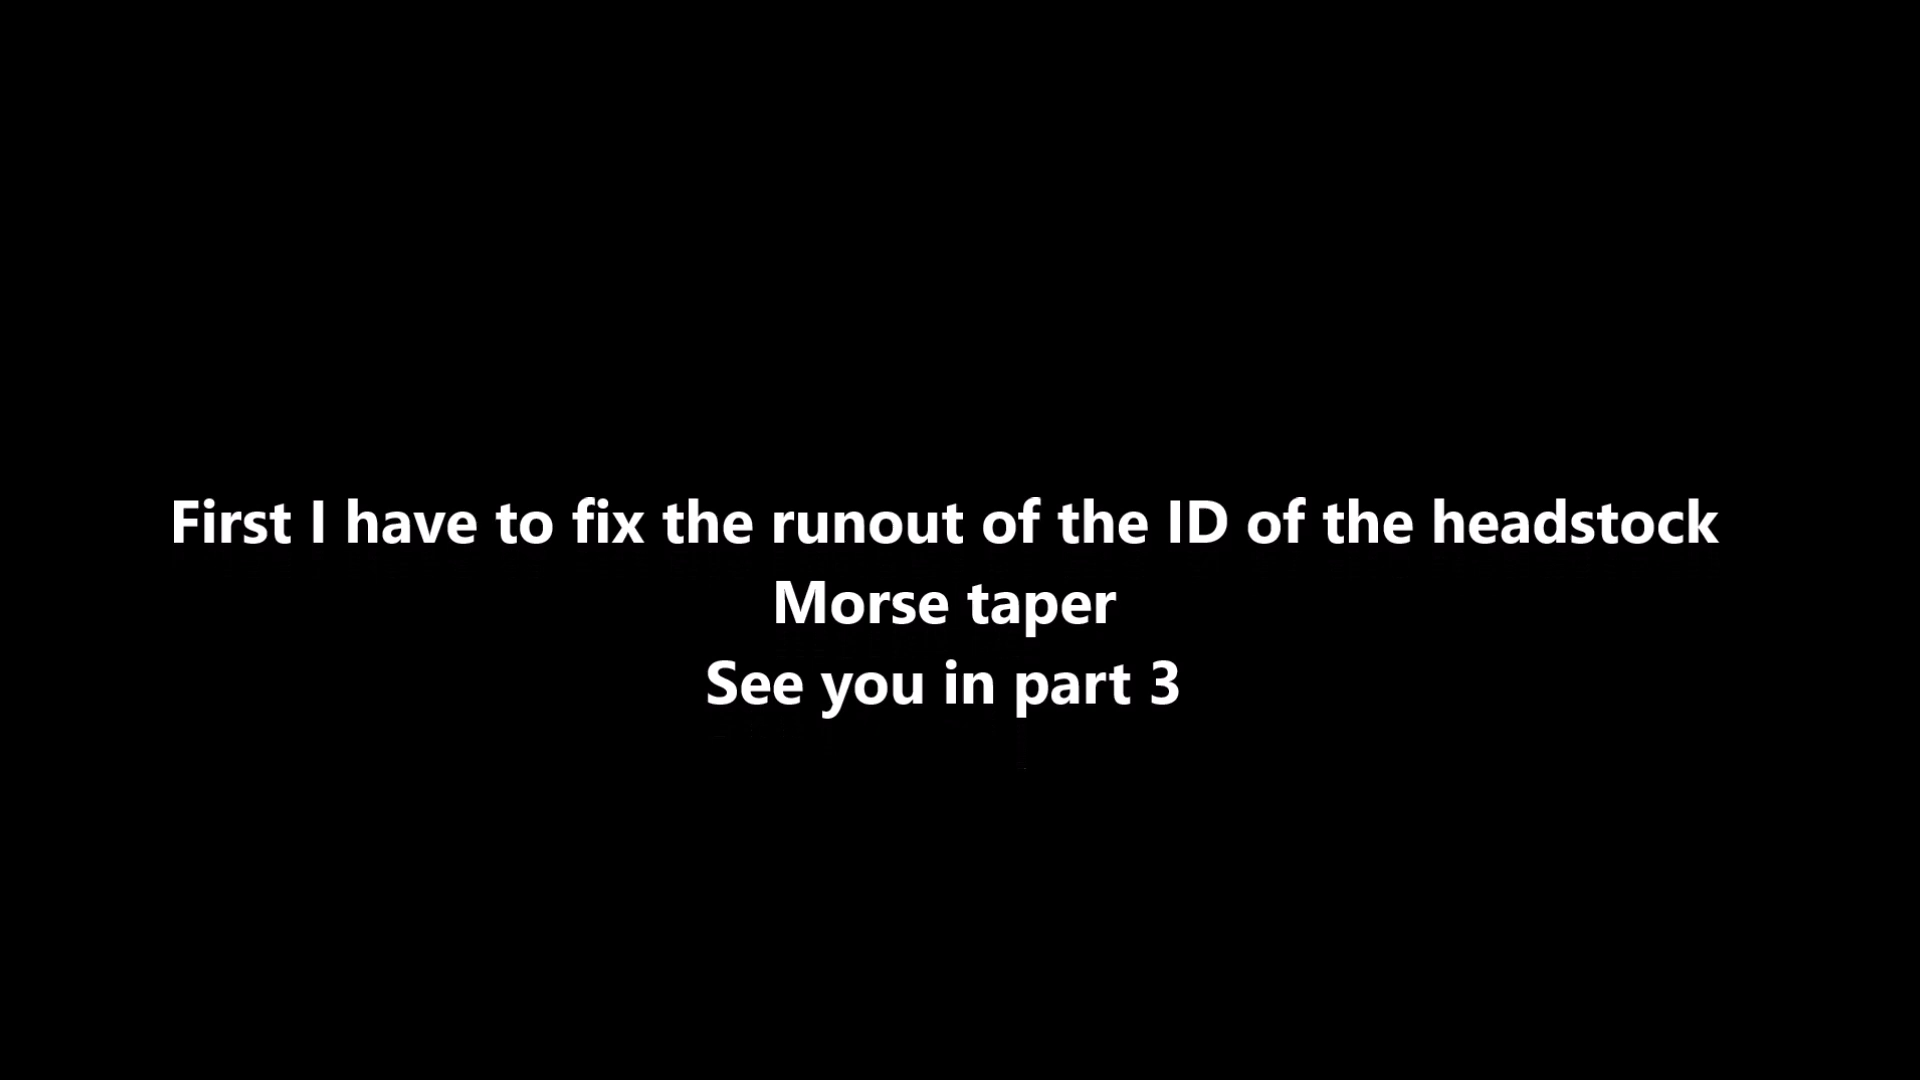 First I have to fix the runout of the ID of the headstock
Morse taper
See you in part 3